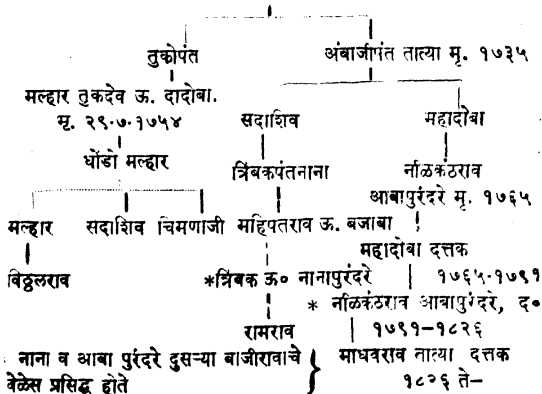 तुकोपंत अंबाजीपंत तात्या मृ. १७३५
मल्हार तुकदेव ऊ. दादोबा.
मृ. २९.७.१७५४ सदाशिव महादोबा
धोंडो मल्हार त्रिंबकपंतनाना नीळकंठराव
आबापुरंदरे मृ. १७६५
मल्हार सदाशिव चिमणाजी महिपतराव ऊ. बजाबा
महादोबा दत्तक
विठ्ठलराव *त्रिंबक ऊ० नानापुरंदरे १७६५-१७९१
* नीळकंठराव आबापुरंदरे, द०
रामराव १७९१-१८२६
नाना व आबा पुरंदरे दुसऱ्या बाजीरावाचे माधवराव तात्या दत्तक
वेळेस प्रसिद्ध होते १८२६ ते-